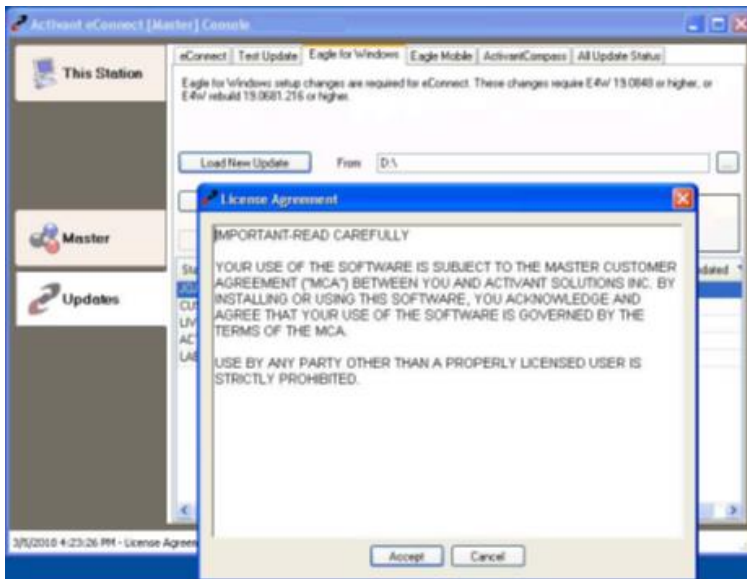 Activant eConnect [Master] Console
This Station
Master
Updates
eConnect Test Update Eagle for Windows Eagle Mobile ActivantCompass All Update Status
Eagle for Windows setup changes are required for eConnect. These changes require E4W 19.0848 or higher, or
E4W rebuild 19.0681.216 or higher.
Load New Update From D:\ ...
License Agreement
IMPORTANT-READ CAREFULLY
YOUR USE OF THE SOFTWARE IS SUBJECT TO THE MASTER CUSTOMER
AGREEMENT ("MCA") BETWEEN YOU AND ACTIVANT SOLUTIONS INC. BY
INSTALLING OR USING THIS SOFTWARE, YOU ACKNOWLEDGE AND
AGREE THAT YOUR USE OF THE SOFTWARE IS GOVERNED BY THE
TERMS OF THE MCA.
USE BY ANY PARTY OTHER THAN A PROPERLY LICENSED USER IS
STRICTLY PROHIBITED.
Accept Cancel
3/5/2010 4:23:26 PM - License Agreem